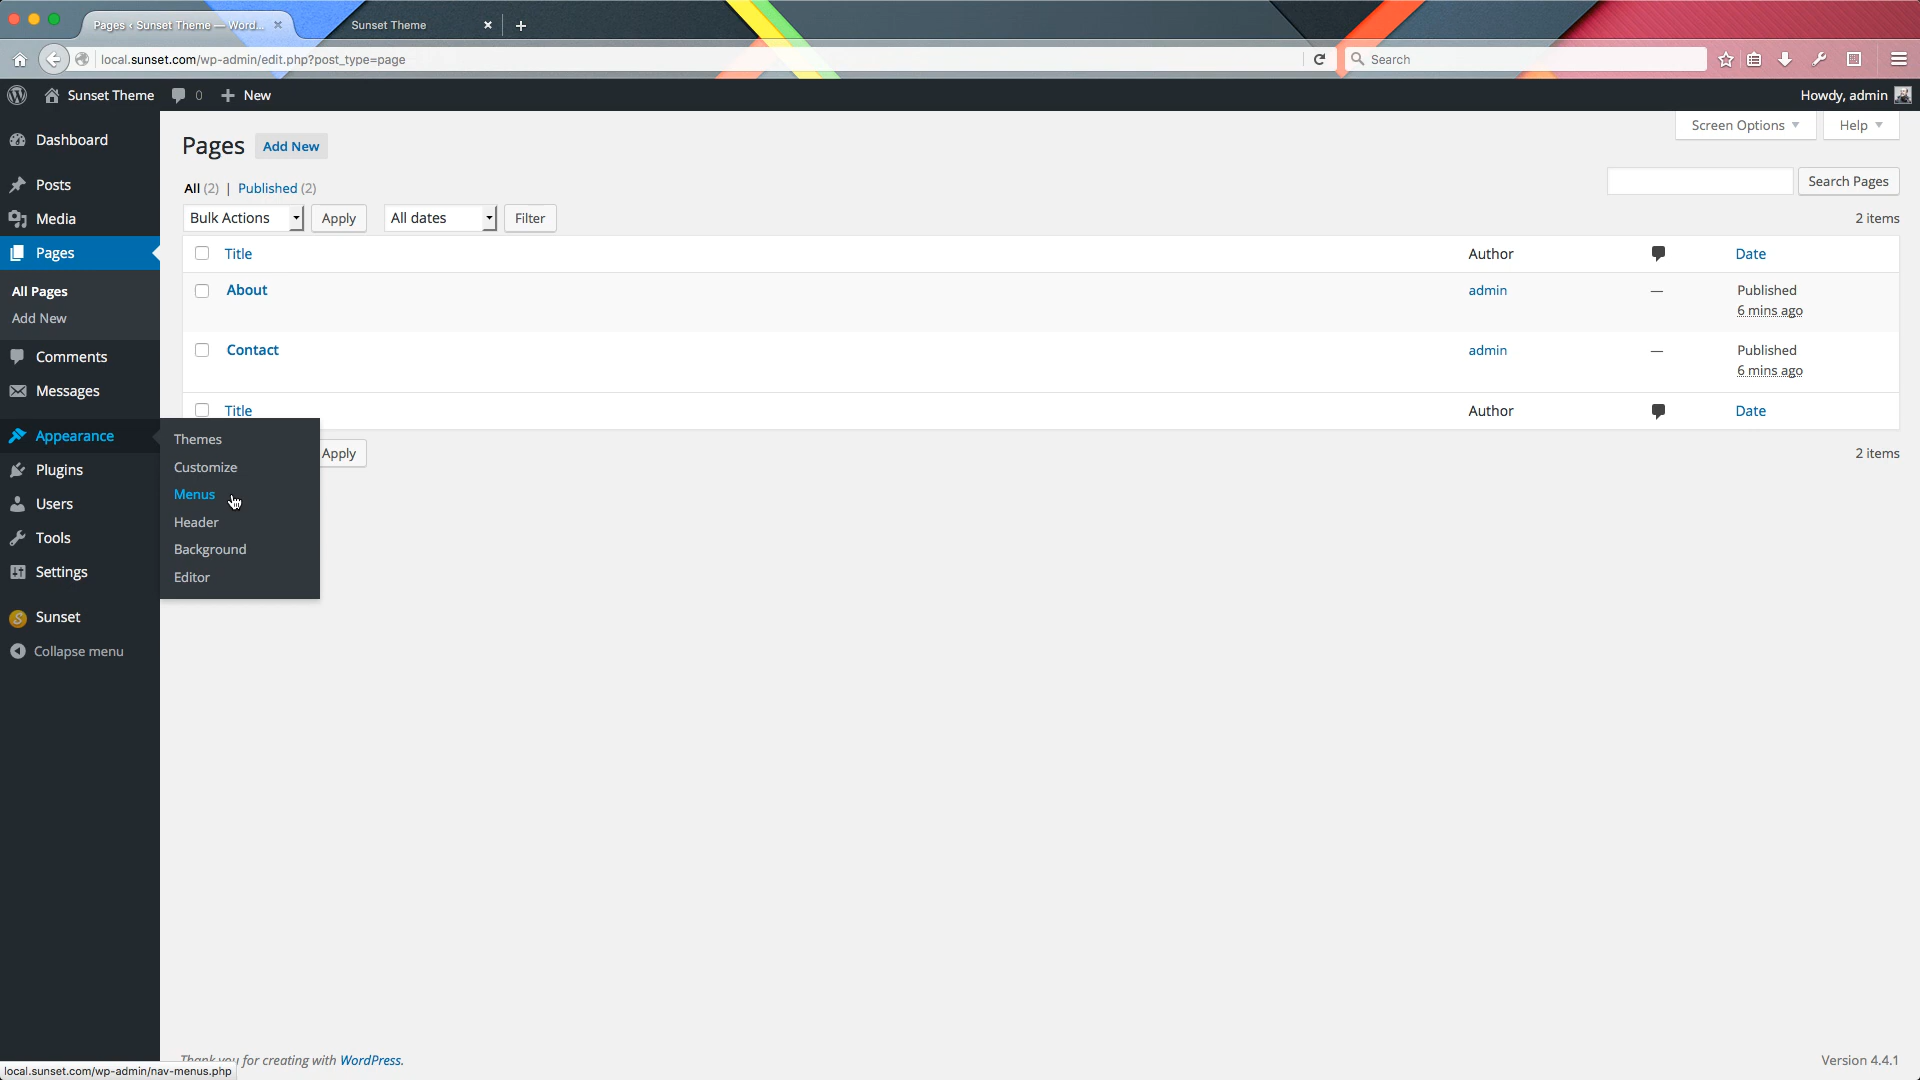 Pages ‹ Sunset Theme — Word...
Sunset Theme
local.sunset.com/wp-admin/edit.php?post_type=page
Search
Sunset Theme
0
New
Howdy, admin
Dashboard
Posts
Media
Pages
All Pages
Add New
Comments
Messages
Appearance
Plugins
Users
Tools
Settings
Sunset
Collapse menu
Themes
Customize
Menus
Header
Background
Editor
Screen Options
Help
Pages
Add New
All (2) | Published (2)
Search Pages
Bulk Actions
Apply
All dates
Filter
2 items
Title
Author
Date
About
admin
—
Published
6 mins ago
Contact
admin
—
Published
6 mins ago
Title
Author
Date
Apply
2 items
Thank you for creating with WordPress.
Version 4.4.1
local.sunset.com/wp-admin/nav-menus.php